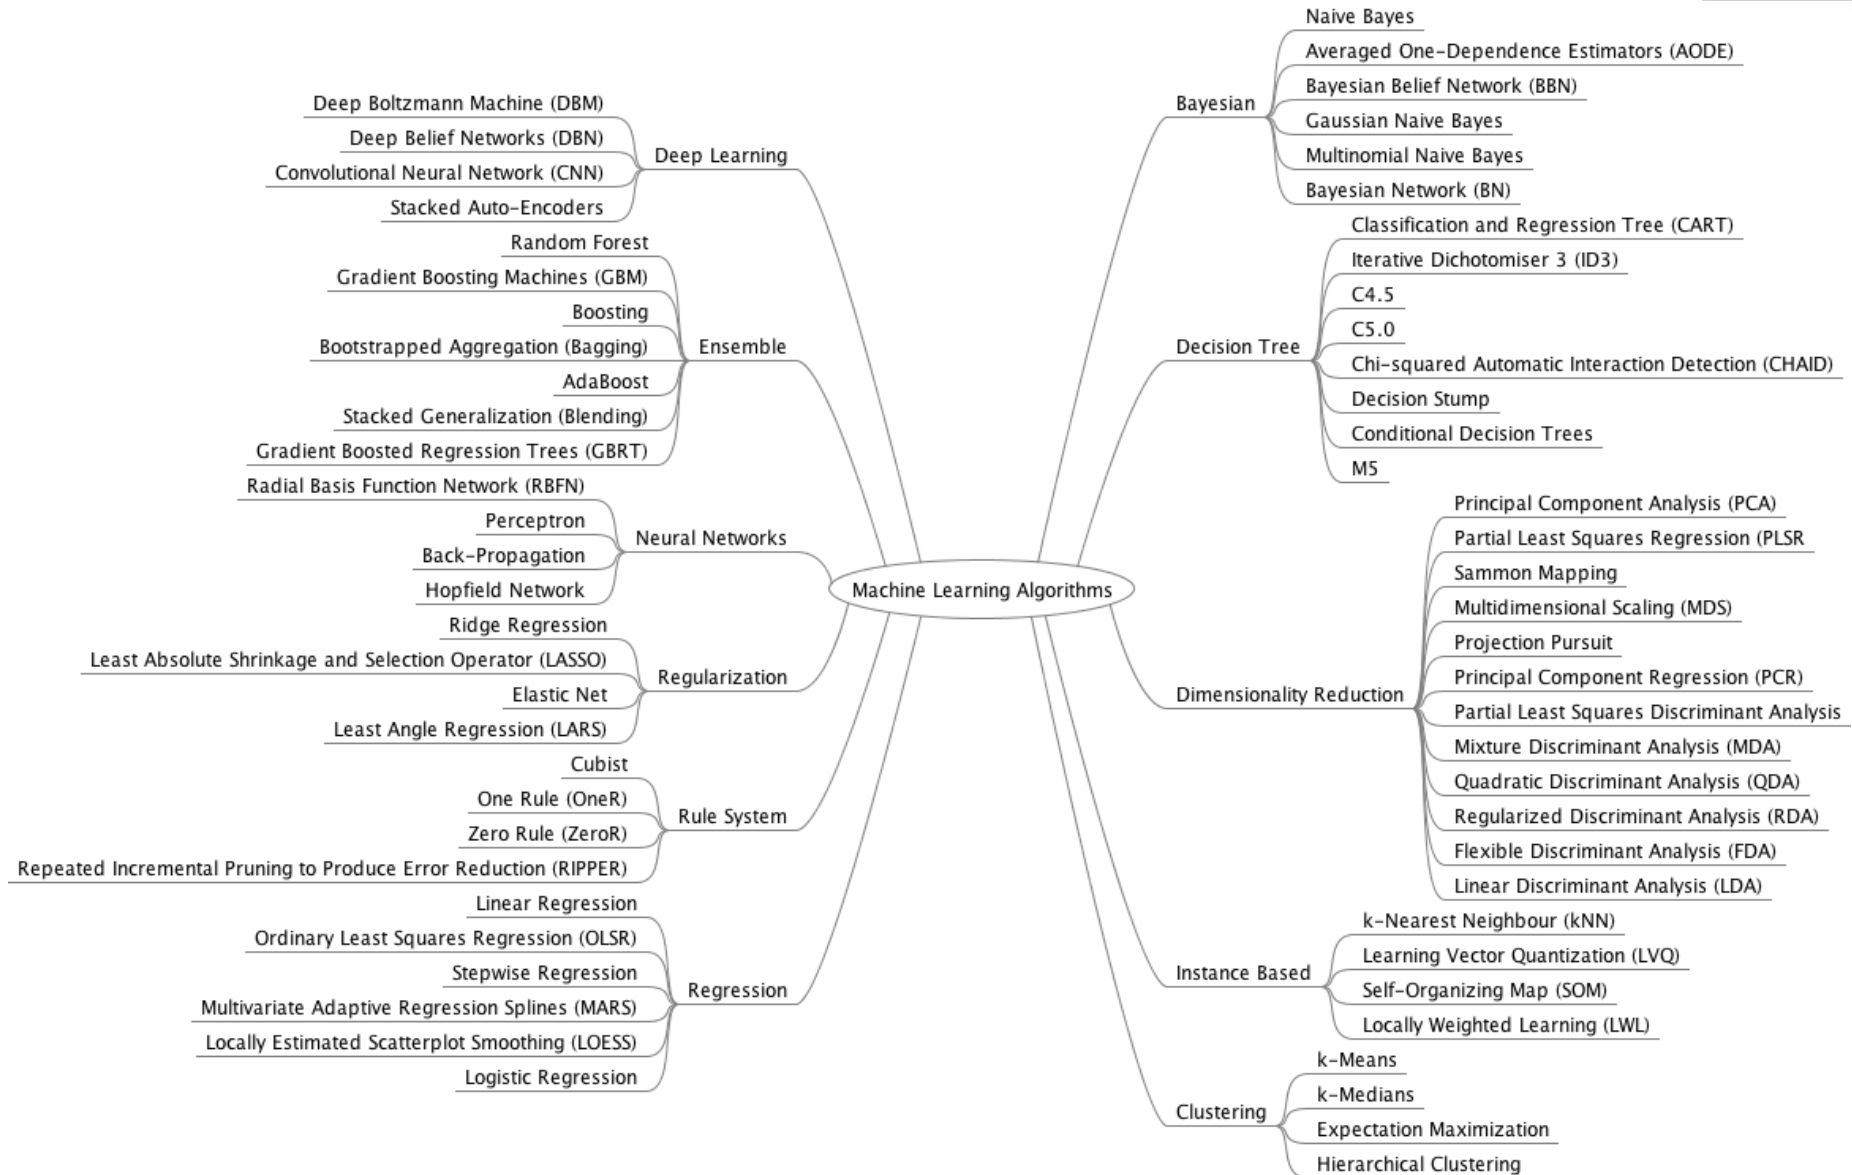 Machine Learning Algorithms
Deep Learning
Deep Boltzmann Machine (DBM)
Deep Belief Networks (DBN)
Convolutional Neural Network (CNN)
Stacked Auto-Encoders
Ensemble
Random Forest
Gradient Boosting Machines (GBM)
Boosting
Bootstrapped Aggregation (Bagging)
AdaBoost
Stacked Generalization (Blending)
Gradient Boosted Regression Trees (GBRT)
Neural Networks
Radial Basis Function Network (RBFN)
Perceptron
Back-Propagation
Hopfield Network
Regularization
Ridge Regression
Least Absolute Shrinkage and Selection Operator (LASSO)
Elastic Net
Least Angle Regression (LARS)
Rule System
Cubist
One Rule (OneR)
Zero Rule (ZeroR)
Repeated Incremental Pruning to Produce Error Reduction (RIPPER)
Regression
Linear Regression
Ordinary Least Squares Regression (OLSR)
Stepwise Regression
Multivariate Adaptive Regression Splines (MARS)
Locally Estimated Scatterplot Smoothing (LOESS)
Logistic Regression
Bayesian
Naive Bayes
Averaged One-Dependence Estimators (AODE)
Bayesian Belief Network (BBN)
Gaussian Naive Bayes
Multinomial Naive Bayes
Bayesian Network (BN)
Decision Tree
Classification and Regression Tree (CART)
Iterative Dichotomiser 3 (ID3)
C4.5
C5.0
Chi-squared Automatic Interaction Detection (CHAID)
Decision Stump
Conditional Decision Trees
M5
Dimensionality Reduction
Principal Component Analysis (PCA)
Partial Least Squares Regression (PLSR
Sammon Mapping
Multidimensional Scaling (MDS)
Projection Pursuit
Principal Component Regression (PCR)
Partial Least Squares Discriminant Analysis
Mixture Discriminant Analysis (MDA)
Quadratic Discriminant Analysis (QDA)
Regularized Discriminant Analysis (RDA)
Flexible Discriminant Analysis (FDA)
Linear Discriminant Analysis (LDA)
Instance Based
k-Nearest Neighbour (kNN)
Learning Vector Quantization (LVQ)
Self-Organizing Map (SOM)
Locally Weighted Learning (LWL)
Clustering
k-Means
k-Medians
Expectation Maximization
Hierarchical Clustering